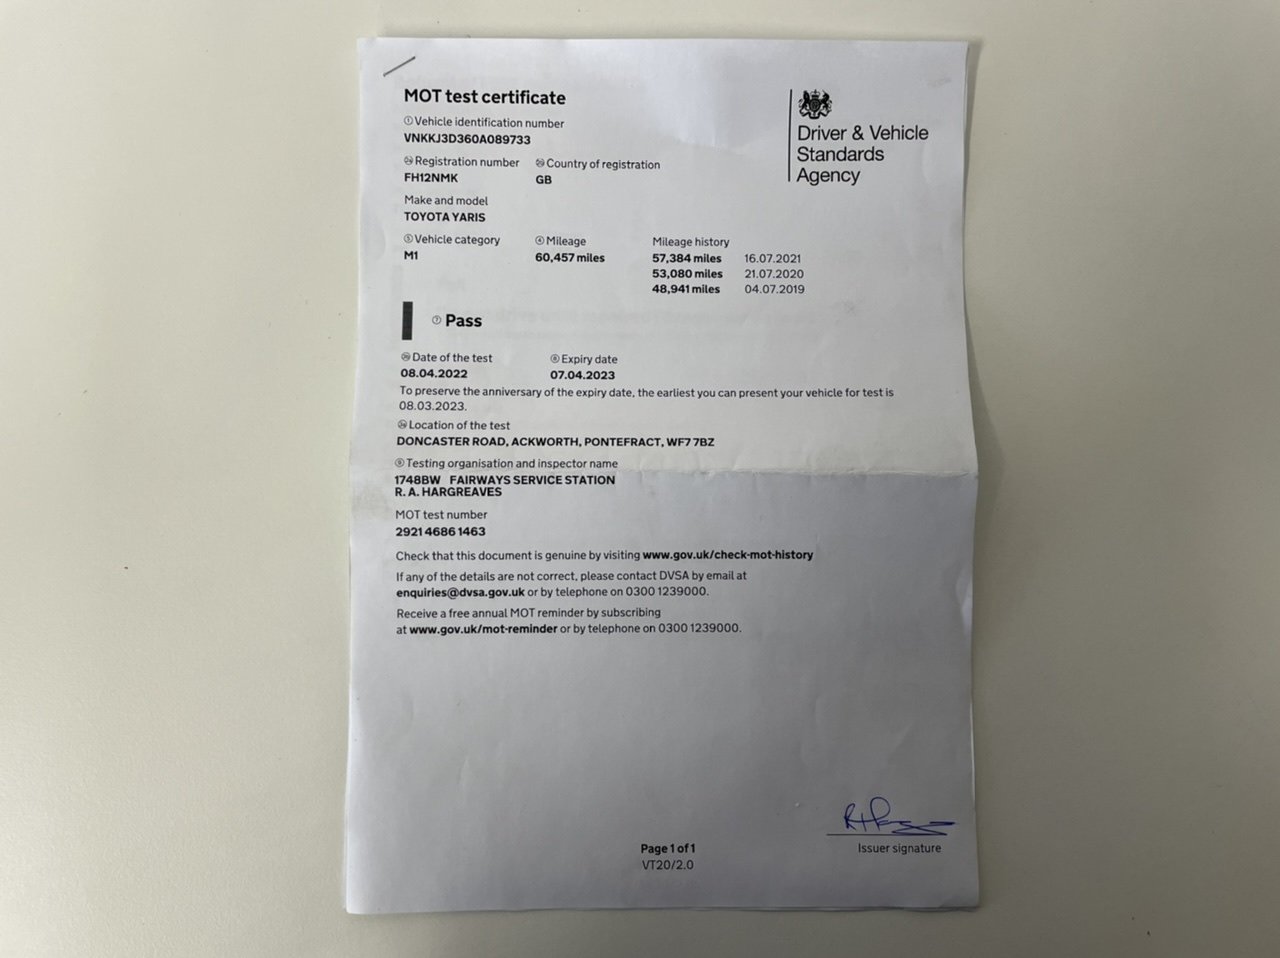 MOT test certificate
① Vehicle identification number
VNKKJ3D360A089733
Registration number
FH12NMK
Country of registration
GB
Make and model
TOYOTA YARIS
⑤ Vehicle category
M1
④ Mileage
60,457 miles
Mileage history
57,384 miles 16.07.2021
53,080 miles 21.07.2020
48,941 miles 04.07.2019
Driver & Vehicle
Standards
Agency
⑦ Pass
Date of the test
08.04.2022
⑧ Expiry date
07.04.2023
To preserve the anniversary of the expiry date, the earliest you can present your vehicle for test is
08.03.2023.
Location of the test
DONCASTER ROAD, ACKWORTH, PONTEFRACT, WF7 7BZ
⑨ Testing organisation and inspector name
1748BW FAIRWAYS SERVICE STATION
R. A. HARGREAVES
MOT test number
2921 4686 1463
Check that this document is genuine by visiting www.gov.uk/check-mot-history
If any of the details are not correct, please contact DVSA by email at
enquiries@dvsa.gov.uk or by telephone on 0300 1239000.
Receive a free annual MOT reminder by subscribing
at www.gov.uk/mot-reminder or by telephone on 0300 1239000.
Issuer signature
Page 1 of 1
VT20/2.0